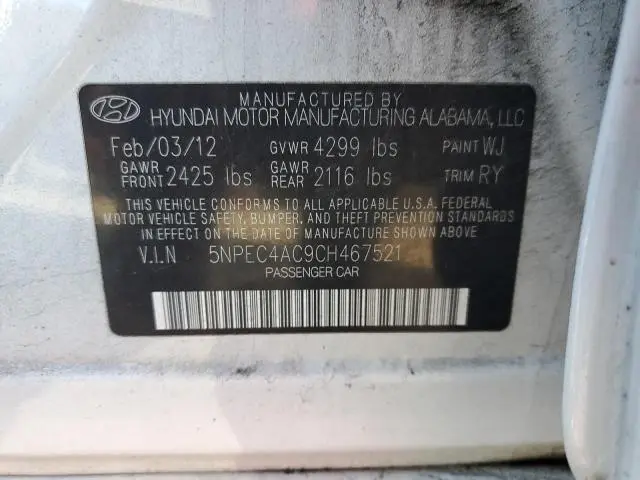 MANUFACTURED BY
HYUNDAI MOTOR MANUFACTURING ALABAMA, LLC
Feb/03/12 GVWR 4299 lbs PAINT WJ
GAWR FRONT 2425 lbs GAWR REAR 2116 lbs TRIM RY
THIS VEHICLE CONFORMS TO ALL APPLICABLE U.S.A. FEDERAL
MOTOR VEHICLE SAFETY, BUMPER, AND THEFT PREVENTION
STANDARDS IN EFFECT ON THE DATE OF MANUFACTURE SHOWN ABOVE.
V.I.N 5NPEC4AC9CH467521
PASSENGER CAR